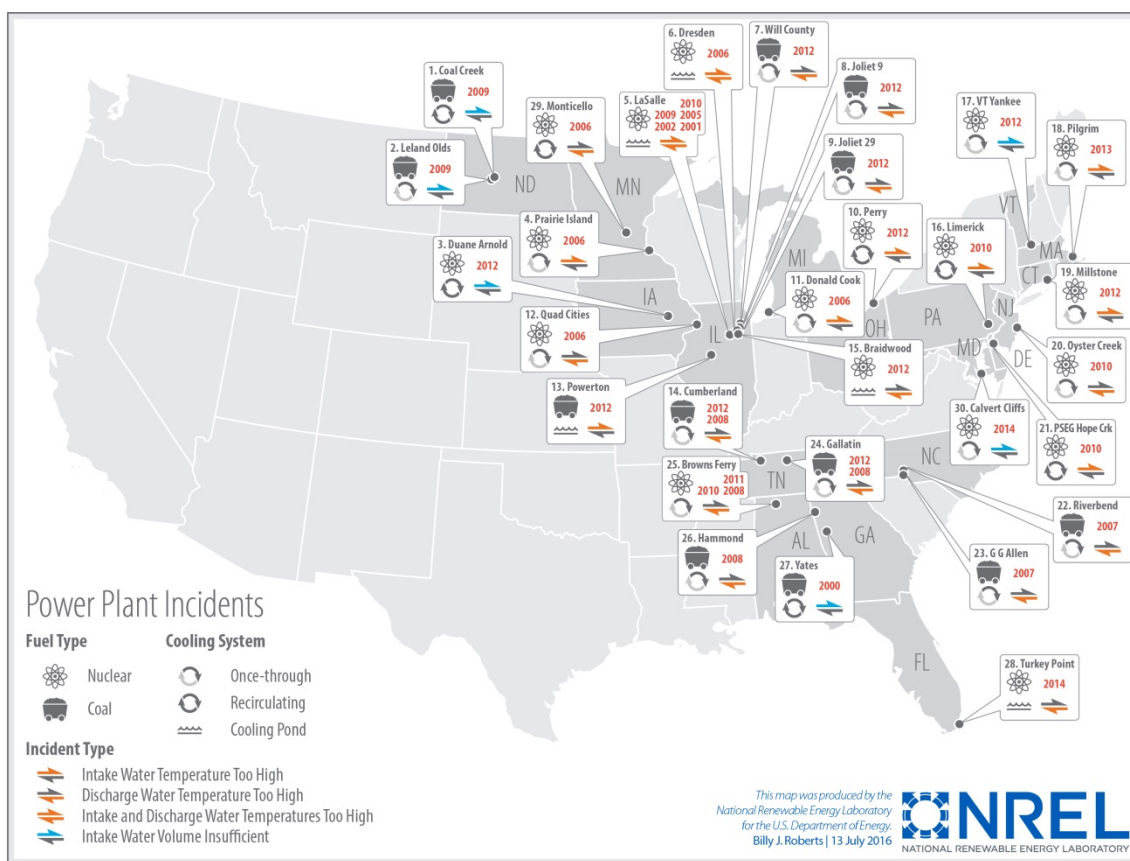 1. Coal Creek
2009
2. Leland Olds
2009
29. Monticello
2006
6. Dresden
2006
7. Will County
2012
5. LaSalle
2010
2009 2005
2002 2001
8. Joliet 9
2012
9. Joliet 29
2012
17. VT Yankee
2012
18. Pilgrim
2013
4. Prairie Island
2006
3. Duane Arnold
2012
10. Perry
2012
16. Limerick
2010
11. Donald Cook
2006
19. Millstone
2012
12. Quad Cities
2006
15. Braidwood
2012
20. Oyster Creek
2010
13. Powerton
2012
14. Cumberland
2012
2008
30. Calvert Cliffs
2014
21. PSEG Hope Crk
2010
24. Gallatin
2012
2008
25. Browns Ferry
2011
2010 2008
22. Riverbend
2007
26. Hammond
2008
27. Yates
2000
23. G G Allen
2007
28. Turkey Point
2014
ND
MN
IA
IL
MI
OH
PA
VT
MA
CT
NJ
MD
DE
TN
NC
AL
GA
FL
Power Plant Incidents
Fuel Type
Nuclear
Coal
Cooling System
Once-through
Recirculating
Cooling Pond
Incident Type
Intake Water Temperature Too High
Discharge Water Temperature Too High
Intake and Discharge Water Temperatures Too High
Intake Water Volume Insufficient
This map was produced by the
National Renewable Energy Laboratory
for the U.S. Department of Energy.
Billy J. Roberts | 13 July 2016
NREL
NATIONAL RENEWABLE ENERGY LABORATORY